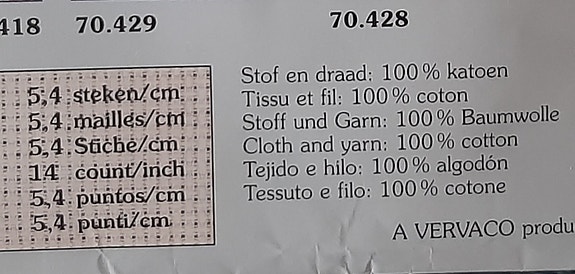 418 70.429 70.428
5,4 steken/cm
5,4 mailles/cm
5,4 Stiche/cm
14 count/inch
5,4 puntos/cm
5,4 punti/cm
Stof en draad: 100% katoen
Tissu et fil: 100% coton
Stoff und Garn: 100% Baumwolle
Cloth and yarn: 100% cotton
Tejido e hilo: 100% algodón
Tessuto e filo: 100% cotone
A VERVACO produ